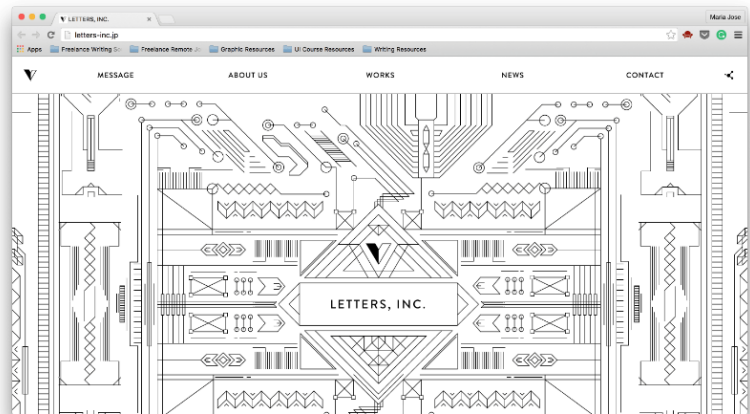 LETTERS, INC.
Maria Jose
letters-inc.jp
Apps Freelance Writing Freelance Remote Graphic Resources UI Course Resources Writing Resources
MESSAGE ABOUT US WORKS NEWS CONTACT
LETTERS, INC.